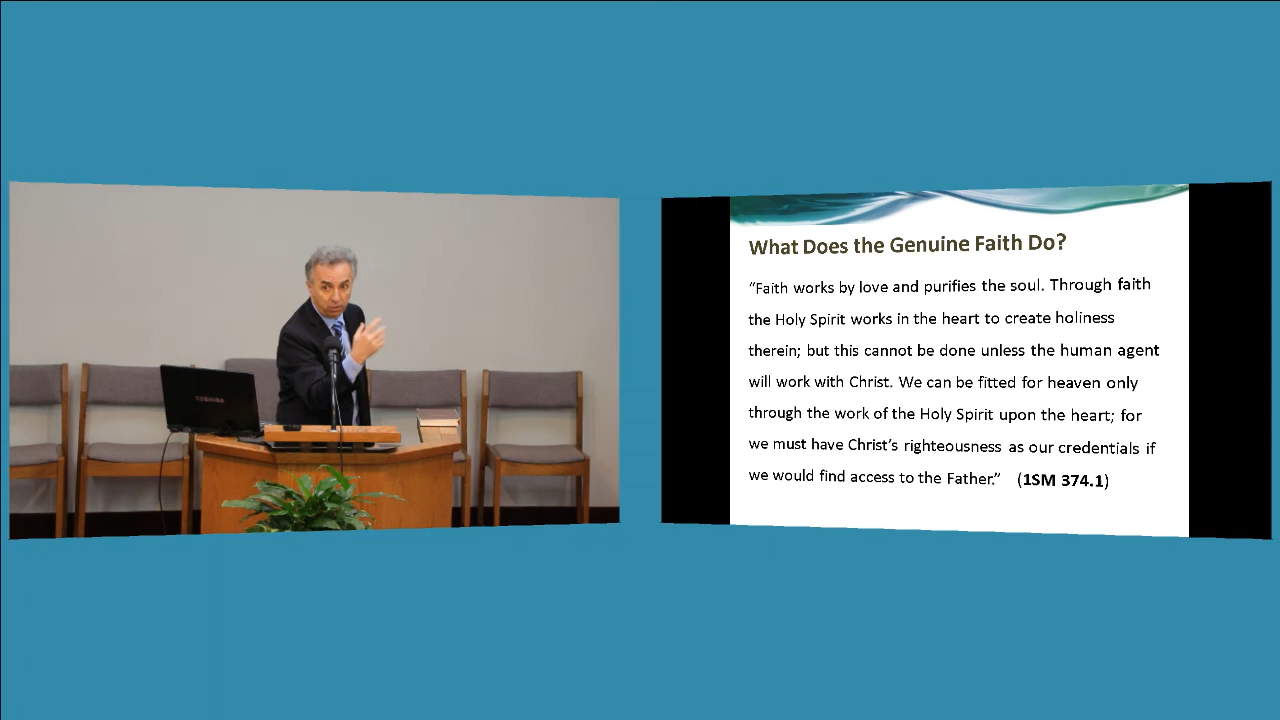 TOSHIBA
What Does the Genuine Faith Do?
“Faith works by love and purifies the soul. Through faith
the Holy Spirit works in the heart to create holiness
therein; but this cannot be done unless the human agent
will work with Christ. We can be fitted for heaven only
through the work of the Holy Spirit upon the heart; for
we must have Christ’s righteousness as our credentials if
we would find access to the Father.” (1SM 374.1)